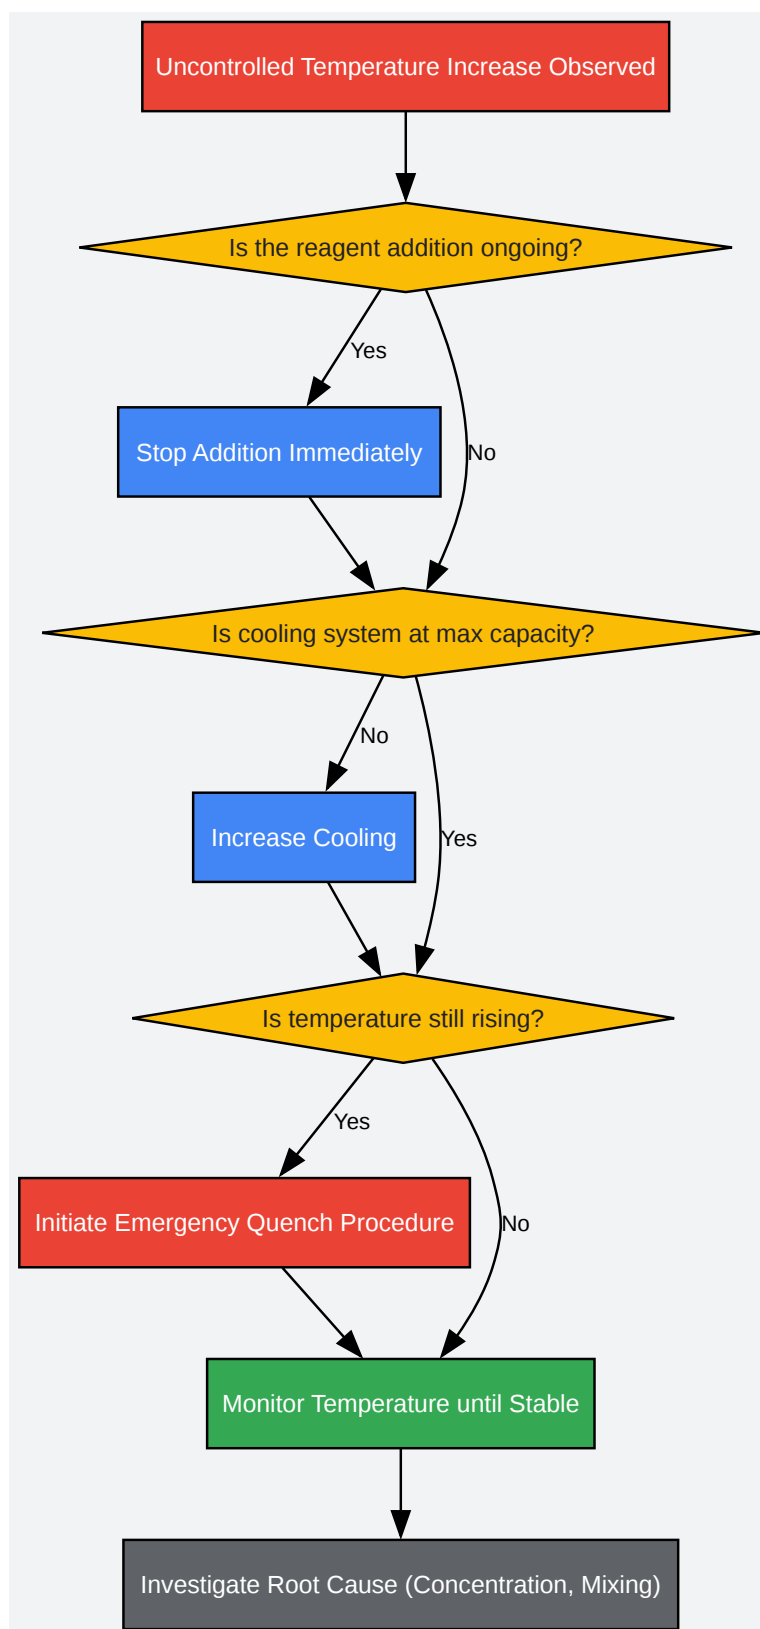 Uncontrolled Temperature Increase Observed
Is the reagent addition ongoing?
Yes
Stop Addition Immediately
No
Is cooling system at max capacity?
No
Increase Cooling
Yes
Is temperature still rising?
Yes
Initiate Emergency Quench Procedure
No
Monitor Temperature until Stable
Investigate Root Cause (Concentration, Mixing)